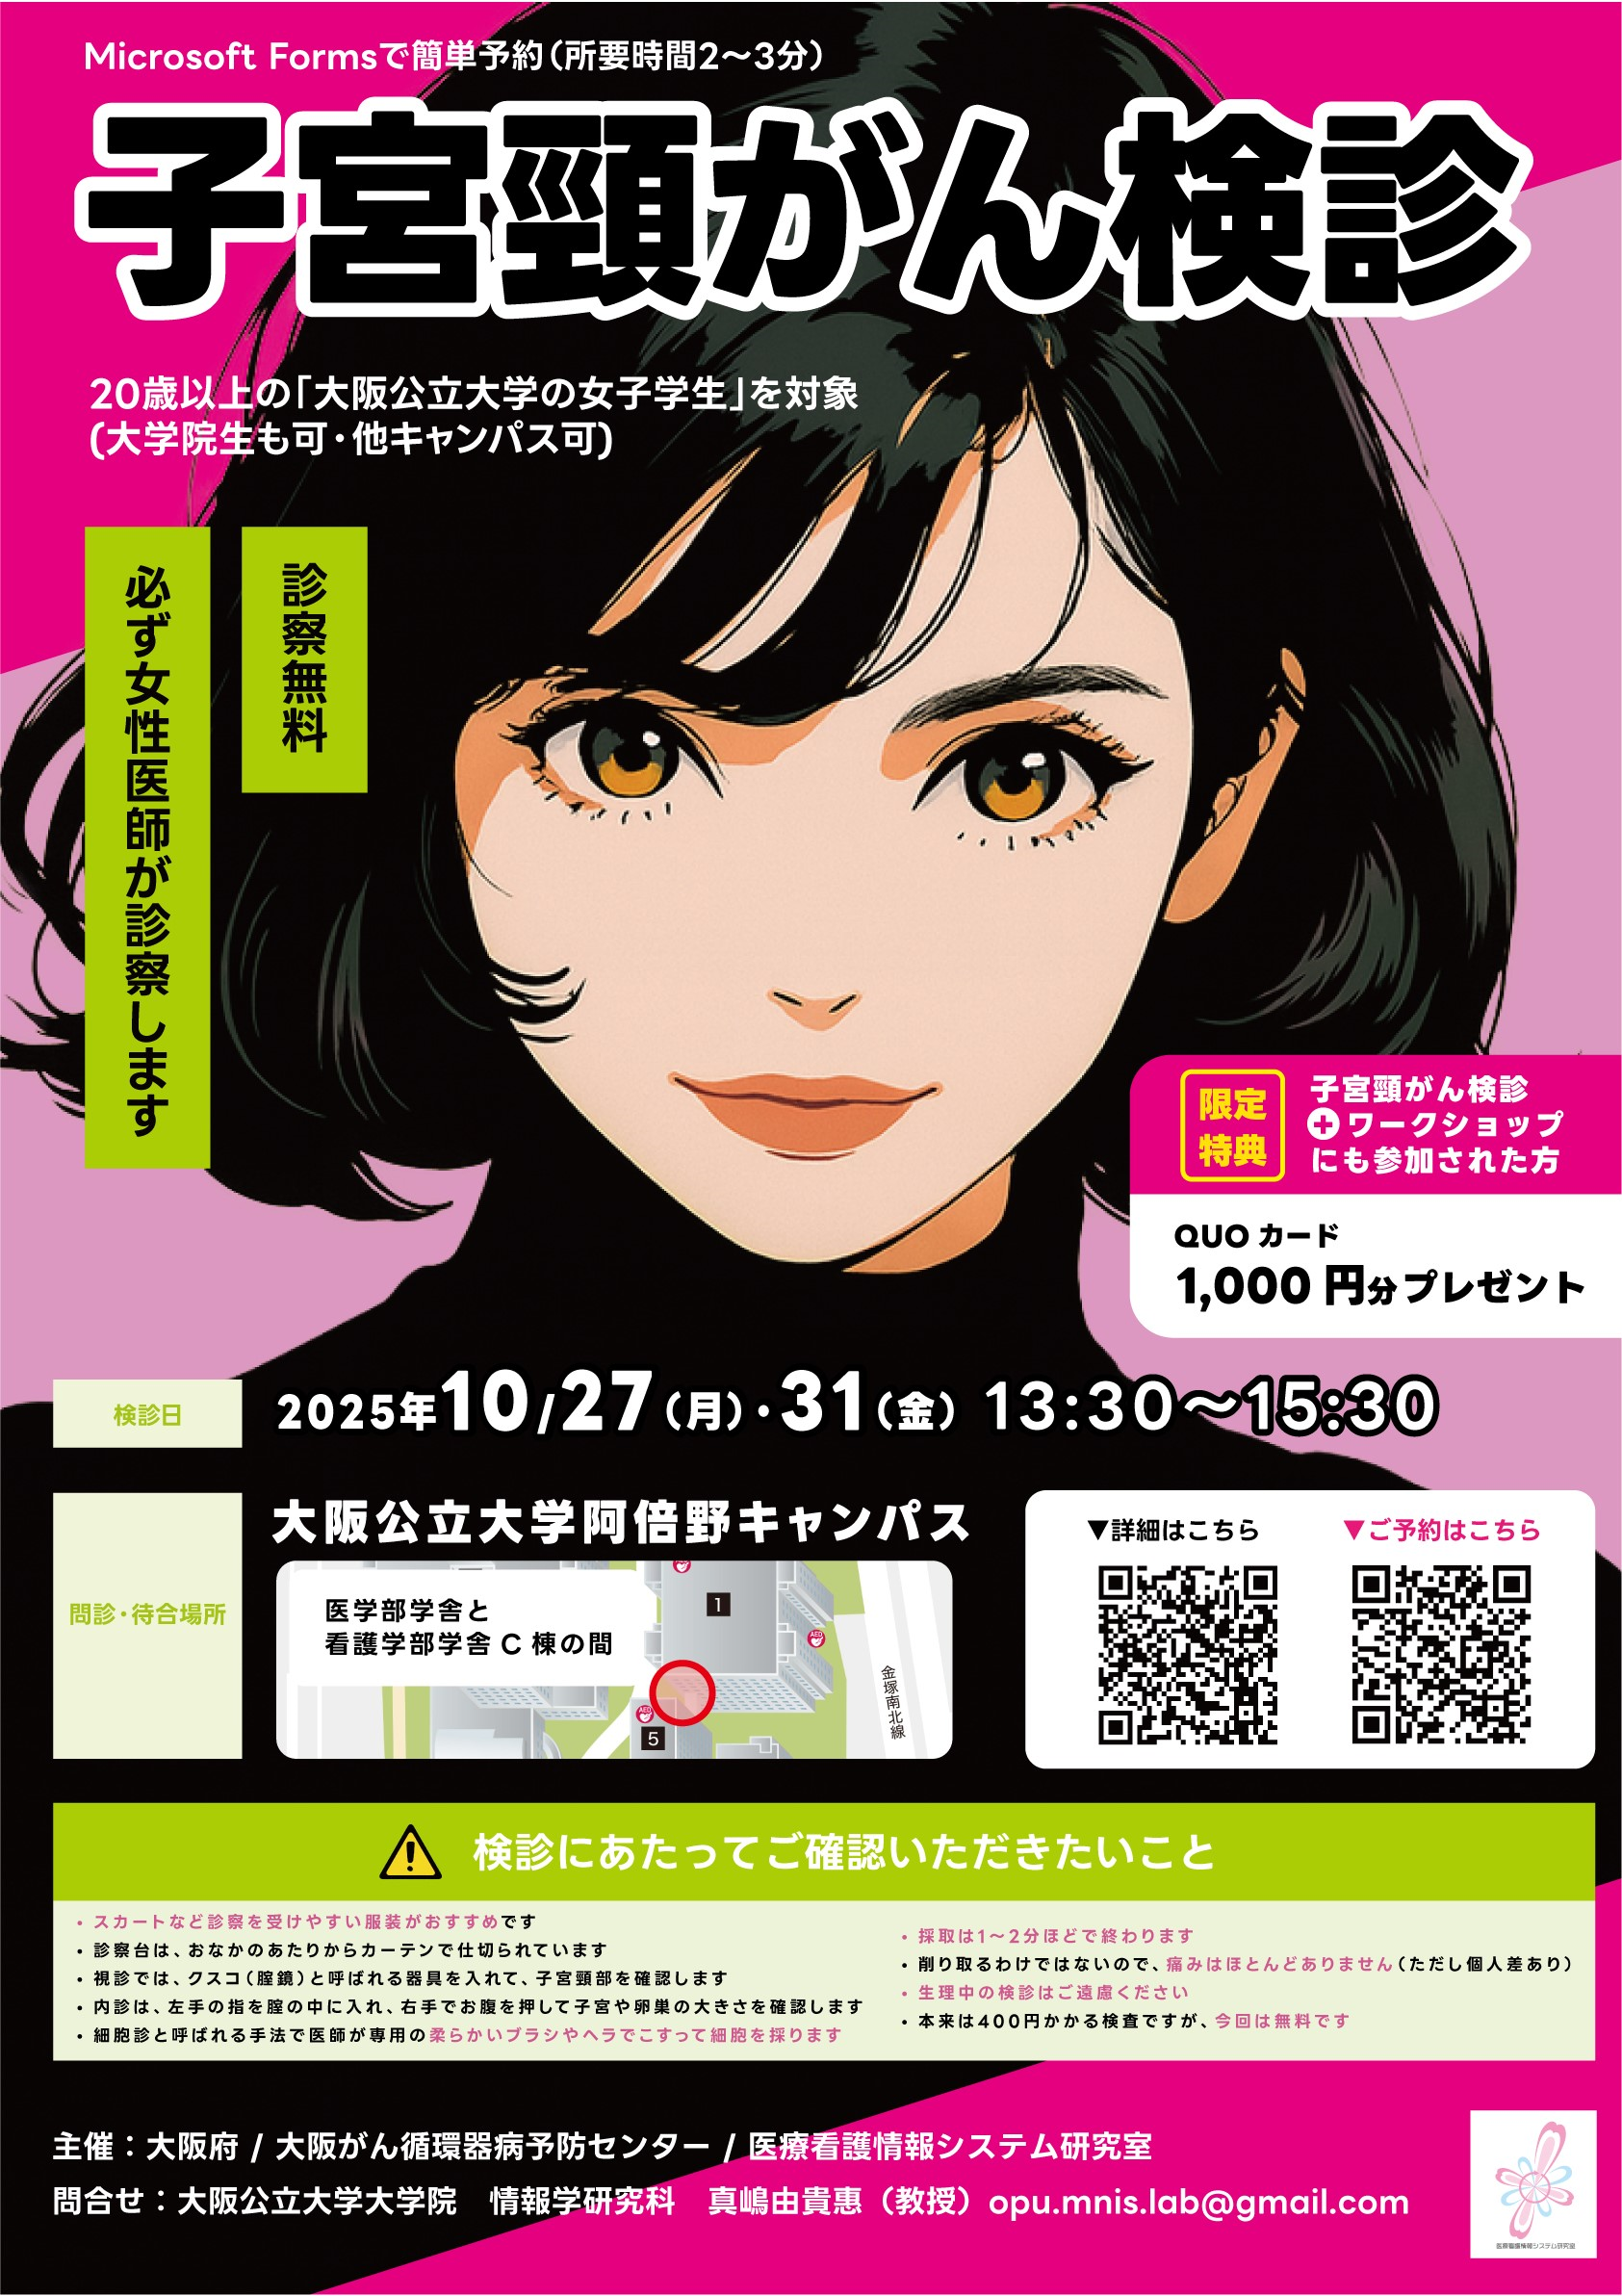 Microsoft Formsで簡単予約（所要時間2〜3分）
子宮頸がん検診
20歳以上の「大阪公立大学の女子学生」を対象
(大学院生も可・他キャンパス可)
診察無料
必ず女性医師が診察します
限定
特典
子宮頸がん検診
+ワークショップ
にも参加された方
QUO カード
1,000 円分プレゼント
検診日
2025年10/27（月）・31（金） 13:30〜15:30
問診・待合場所
大阪公立大学阿倍野キャンパス
医学部学舎と
看護学部学舎 C 棟の間
1
AED
AED
5
金塚南北線
▼詳細はこちら
▼ご予約はこちら
検診にあたってご確認いただきたいこと
・スカートなど診察を受けやすい服装がおすすめです
・診察台は、おなかのあたりからカーテンで仕切られています
・視診では、クスコ（腟鏡）と呼ばれる器具を入れて、子宮頸部を確認します
・内診は、左手の指を腟の中に入れ、右手でお腹を押して子宮や卵巣の大きさを確認します
・細胞診と呼ばれる手法で医師が専用の柔らかいブラシやヘラでこすって細胞を採ります
・採取は1〜2分ほどで終わります
・削り取るわけではないので、痛みはほとんどありません（ただし個人差あり）
・生理中の検診はご遠慮ください
・本来は400円かかる検査ですが、今回は無料です
主催：大阪府 / 大阪がん循環器病予防センター / 医療看護情報システム研究室
問合せ：大阪公立大学大学院　情報学研究科　真嶋由貴恵（教授）opu.mnis.lab@gmail.com
医療看護情報システム研究室